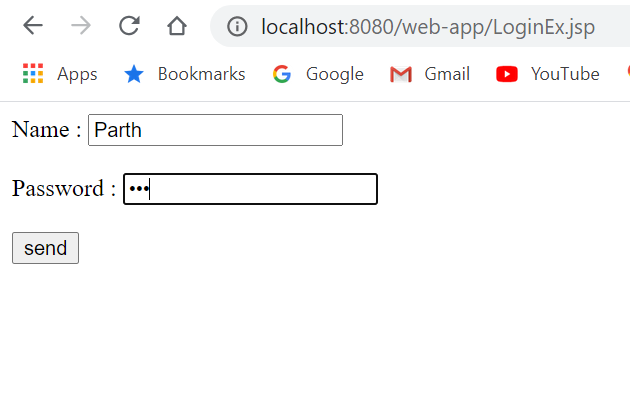 localhost:8080/web-app/LoginEx.jsp
Apps Bookmarks Google Gmail YouTube
Name : Parth
Password : •••
send